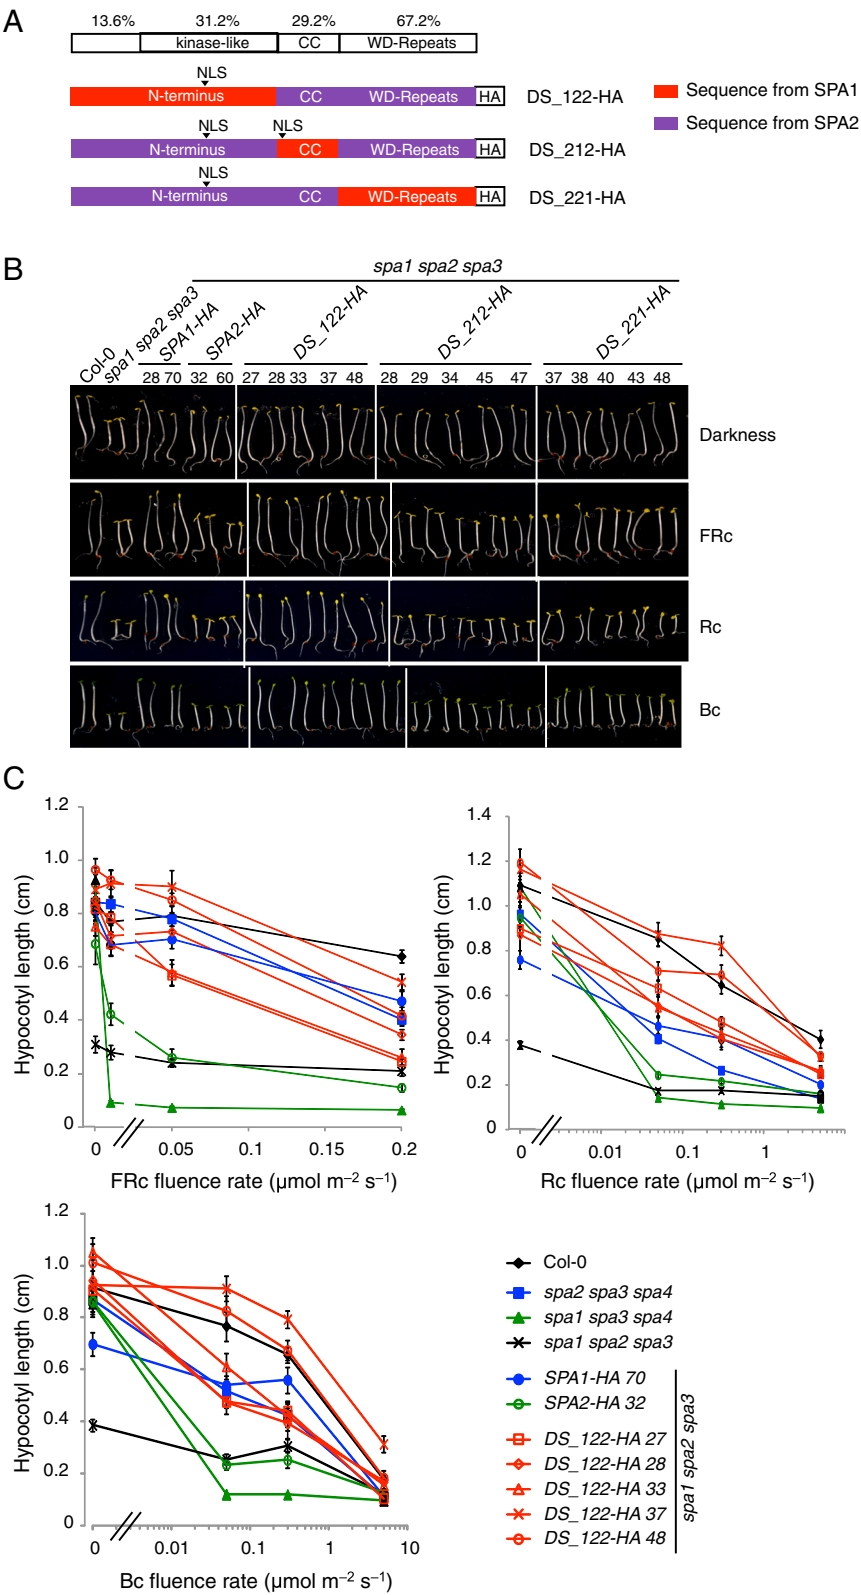 A
13.6% 31.2% 29.2% 67.2%
kinase-like CC WD-Repeats
NLS
N-terminus CC WD-Repeats HA DS_122-HA
NLS NLS
N-terminus CC WD-Repeats HA DS_212-HA
NLS
N-terminus CC WD-Repeats HA DS_221-HA
Sequence from SPA1
Sequence from SPA2
B
spa1 spa2 spa3
Col-0 spa1 spa2 spa3 SPA1-HA SPA2-HA DS_122-HA DS_212-HA DS_221-HA
28 70 32 60 27 28 33 37 48 28 29 34 45 47 37 38 40 43 48
Darkness
FRc
Rc
Bc
C
Hypocotyl length (cm)
1.2
1.0
0.8
0.6
0.4
0.2
0
0 0.05 0.1 0.15 0.2
FRc fluence rate (µmol m–2 s–1)
Hypocotyl length (cm)
1.4
1.2
1.0
0.8
0.6
0.4
0.2
0
0 0.01 0.1 1
Rc fluence rate (µmol m–2 s–1)
Hypocotyl length (cm)
1.2
1.0
0.8
0.6
0.4
0.2
0
0 0.01 0.1 1 10
Bc fluence rate (µmol m–2 s–1)
Col-0
spa2 spa3 spa4
spa1 spa3 spa4
spa1 spa2 spa3
SPA1-HA 70
SPA2-HA 32
DS_122-HA 27
DS_122-HA 28
DS_122-HA 33
DS_122-HA 37
DS_122-HA 48
spa1 spa2 spa3